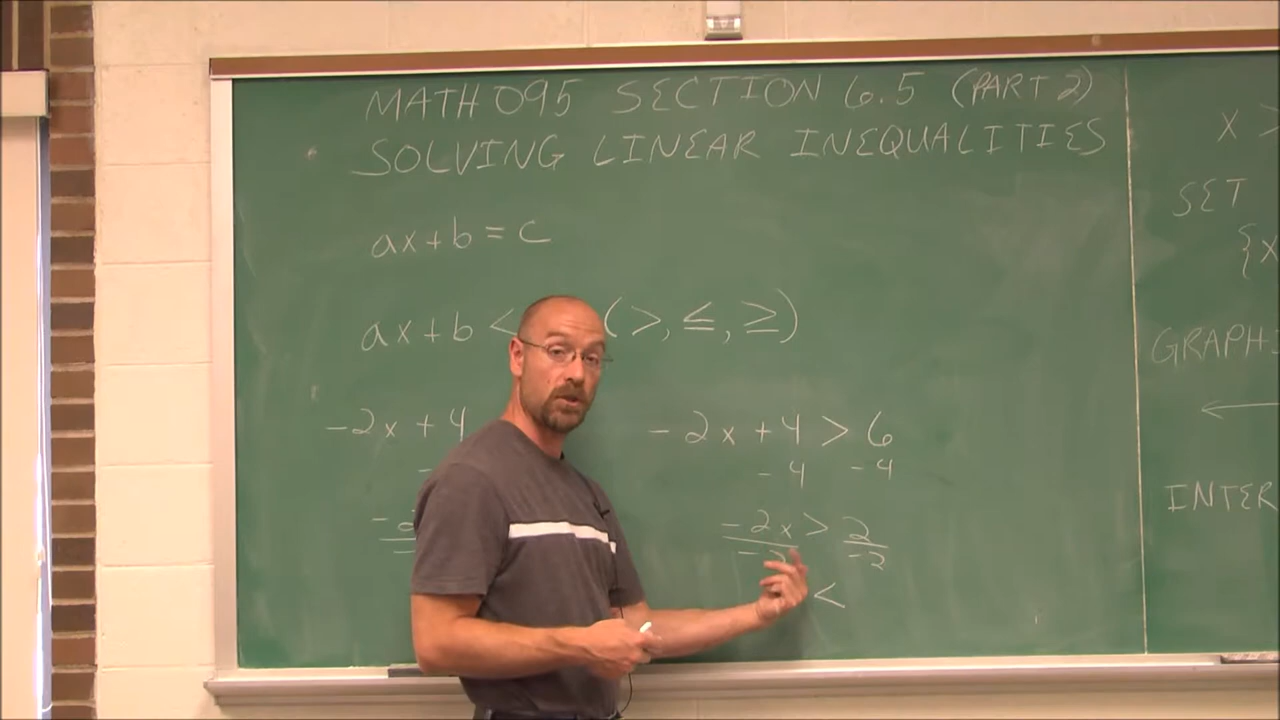 MATH 095 SECTION 6.5 (PART 2)
SOLVING LINEAR INEQUALITIES
ax + b = c
ax + b < (>, ≤, ≥)
-2x + 4
-2x + 4 > 6
-4 -4
-2x > 2
-2 -2
<
x >
SET
{x
GRAPH
INTER